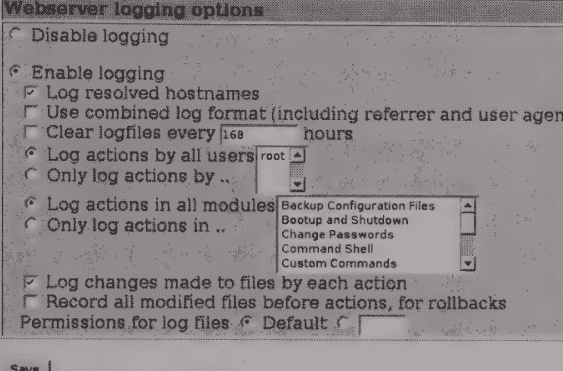 Webserver logging options
Disable logging
Enable logging
Log resolved hostnames
Use combined log format (including referrer and user agen
Clear logfiles every 168 hours
Log actions by all users root
Only log actions by ..
Log actions in all modules Backup Configuration Files
Bootup and Shutdown
Only log actions in ..
Change Passwords
Command Shell
Custom Commands
Log changes made to files by each action
Record all modified files before actions, for rollbacks
Permissions for log files Default
Save